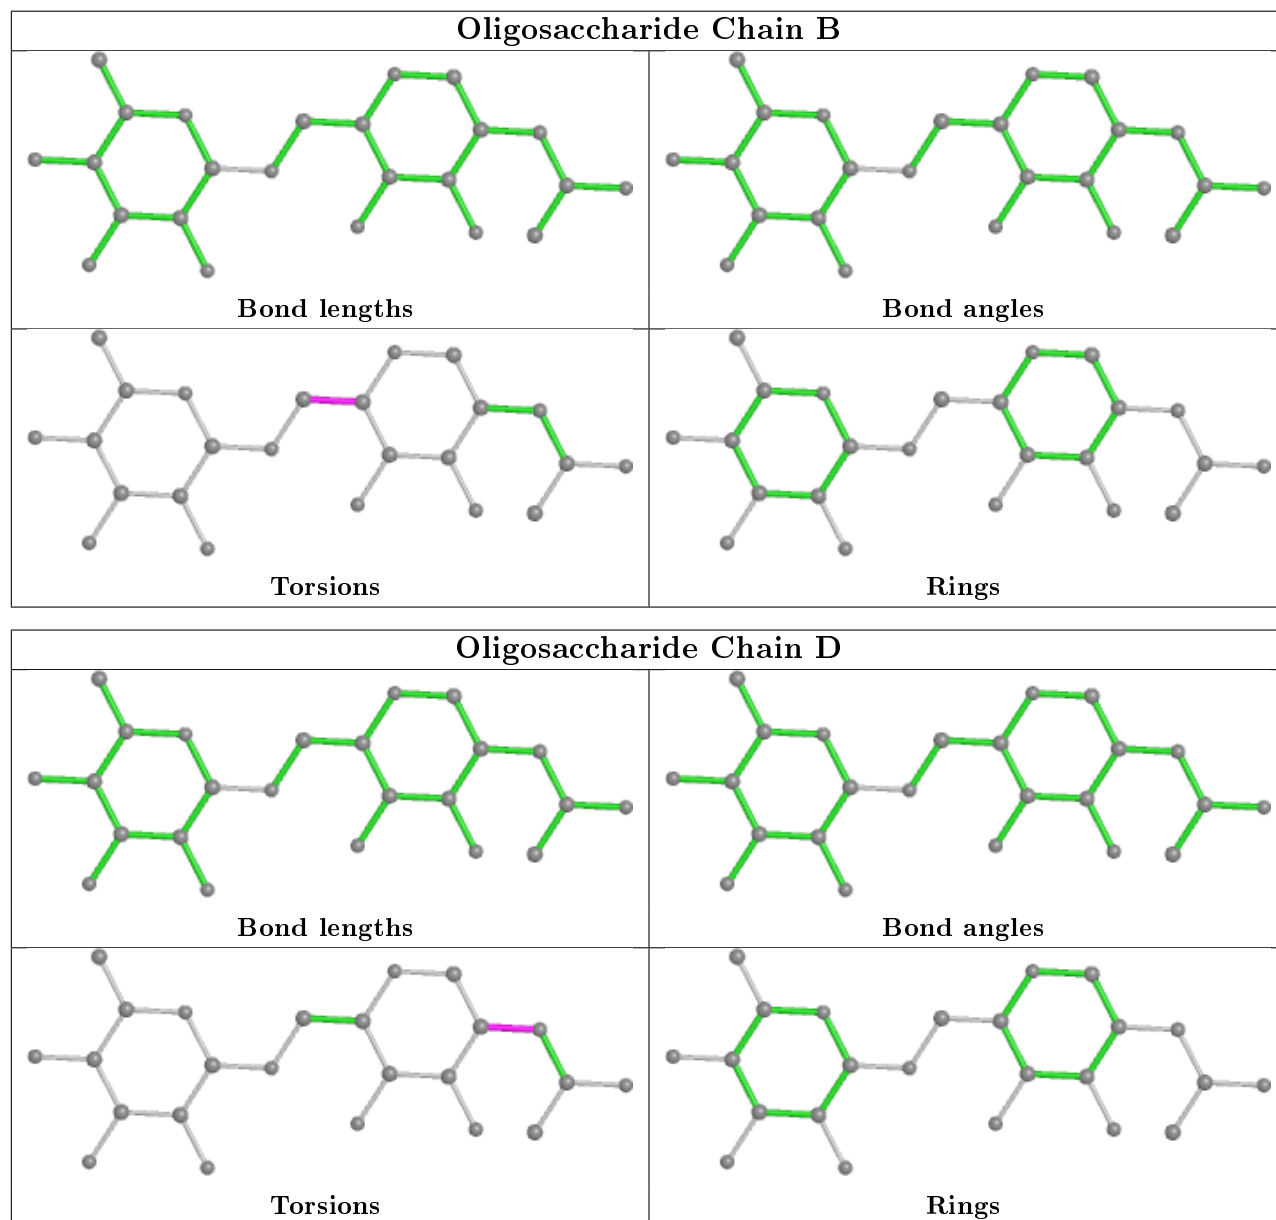 Oligosaccharide Chain B
Bond lengths
Bond angles
Torsions
Rings
Oligosaccharide Chain D
Bond lengths
Bond angles
Torsions
Rings